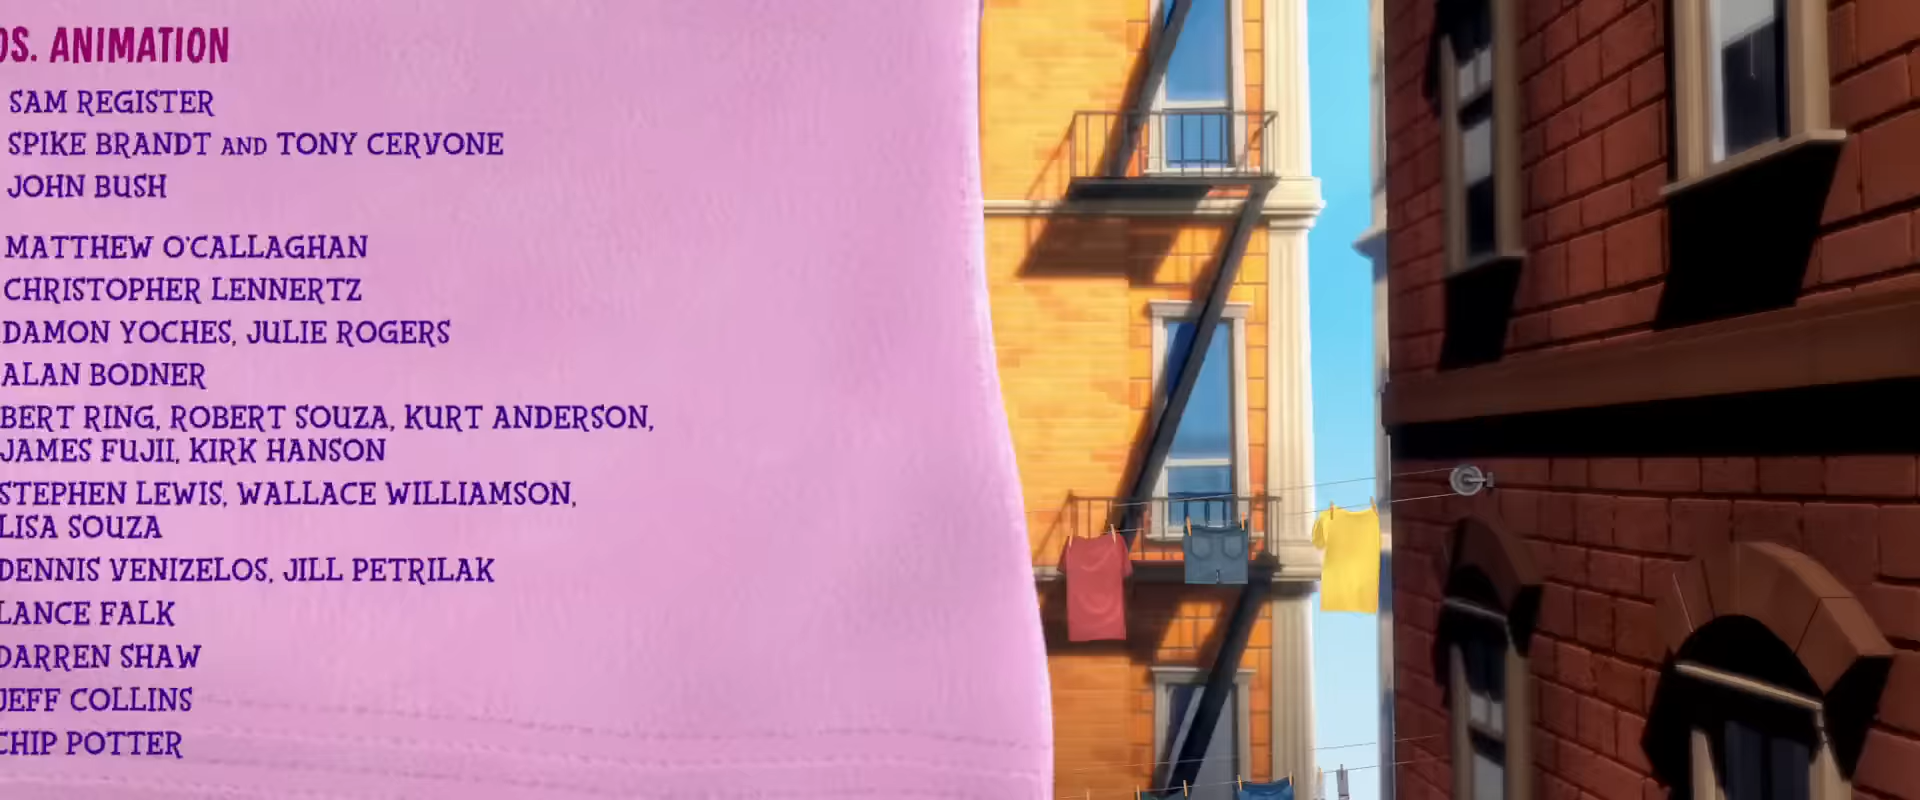 OS. ANIMATION
SAM REGISTER
SPIKE BRANDT AND TONY CERVONE
JOHN BUSH
MATTHEW O'CALLAGHAN
CHRISTOPHER LENNERTZ
DAMON YOCHES, JULIE ROGERS
ALAN BODNER
BERT RING, ROBERT SOUZA, KURT ANDERSON,
JAMES FUJII, KIRK HANSON
STEPHEN LEWIS, WALLACE WILLIAMSON,
LISA SOUZA
DENNIS VENIZELOS, JILL PETRILAK
LANCE FALK
DARREN SHAW
JEFF COLLINS
CHIP POTTER